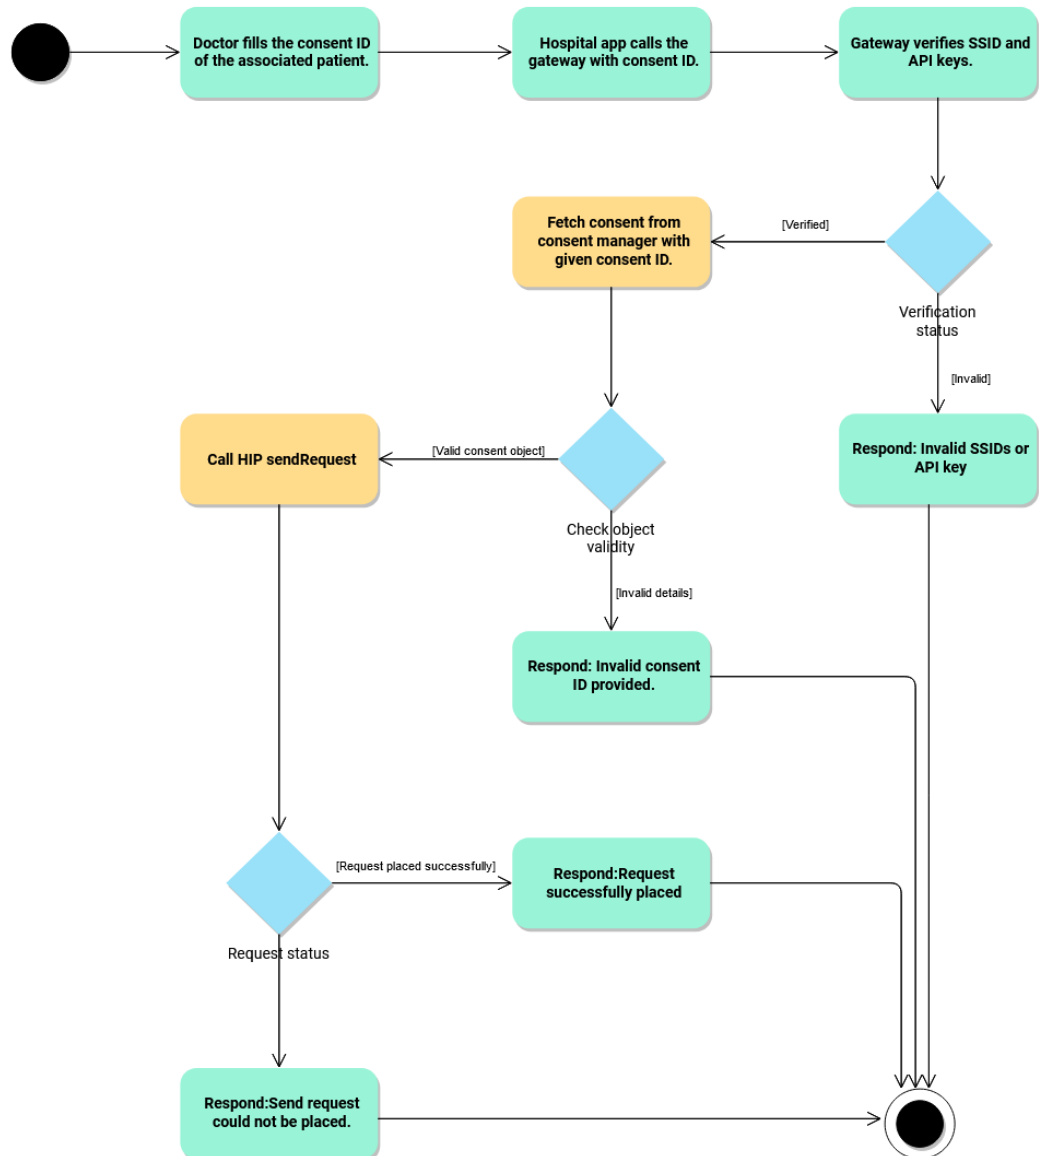 Doctor fills the consent ID
of the associated patient.
Hospital app calls the
gateway with consent ID.
Gateway verifies SSID and
API keys.
Fetch consent from
consent manager with
given consent ID.
[Verified]
Verification
status
[Invalid]
Call HIP sendRequest
[Valid consent object]
Respond: Invalid SSIDs or
API key
Check object
validity
[Invalid details]
Respond: Invalid consent
ID provided.
[Request placed successfully]
Respond:Request
successfully placed
Request status
Respond:Send request
could not be placed.